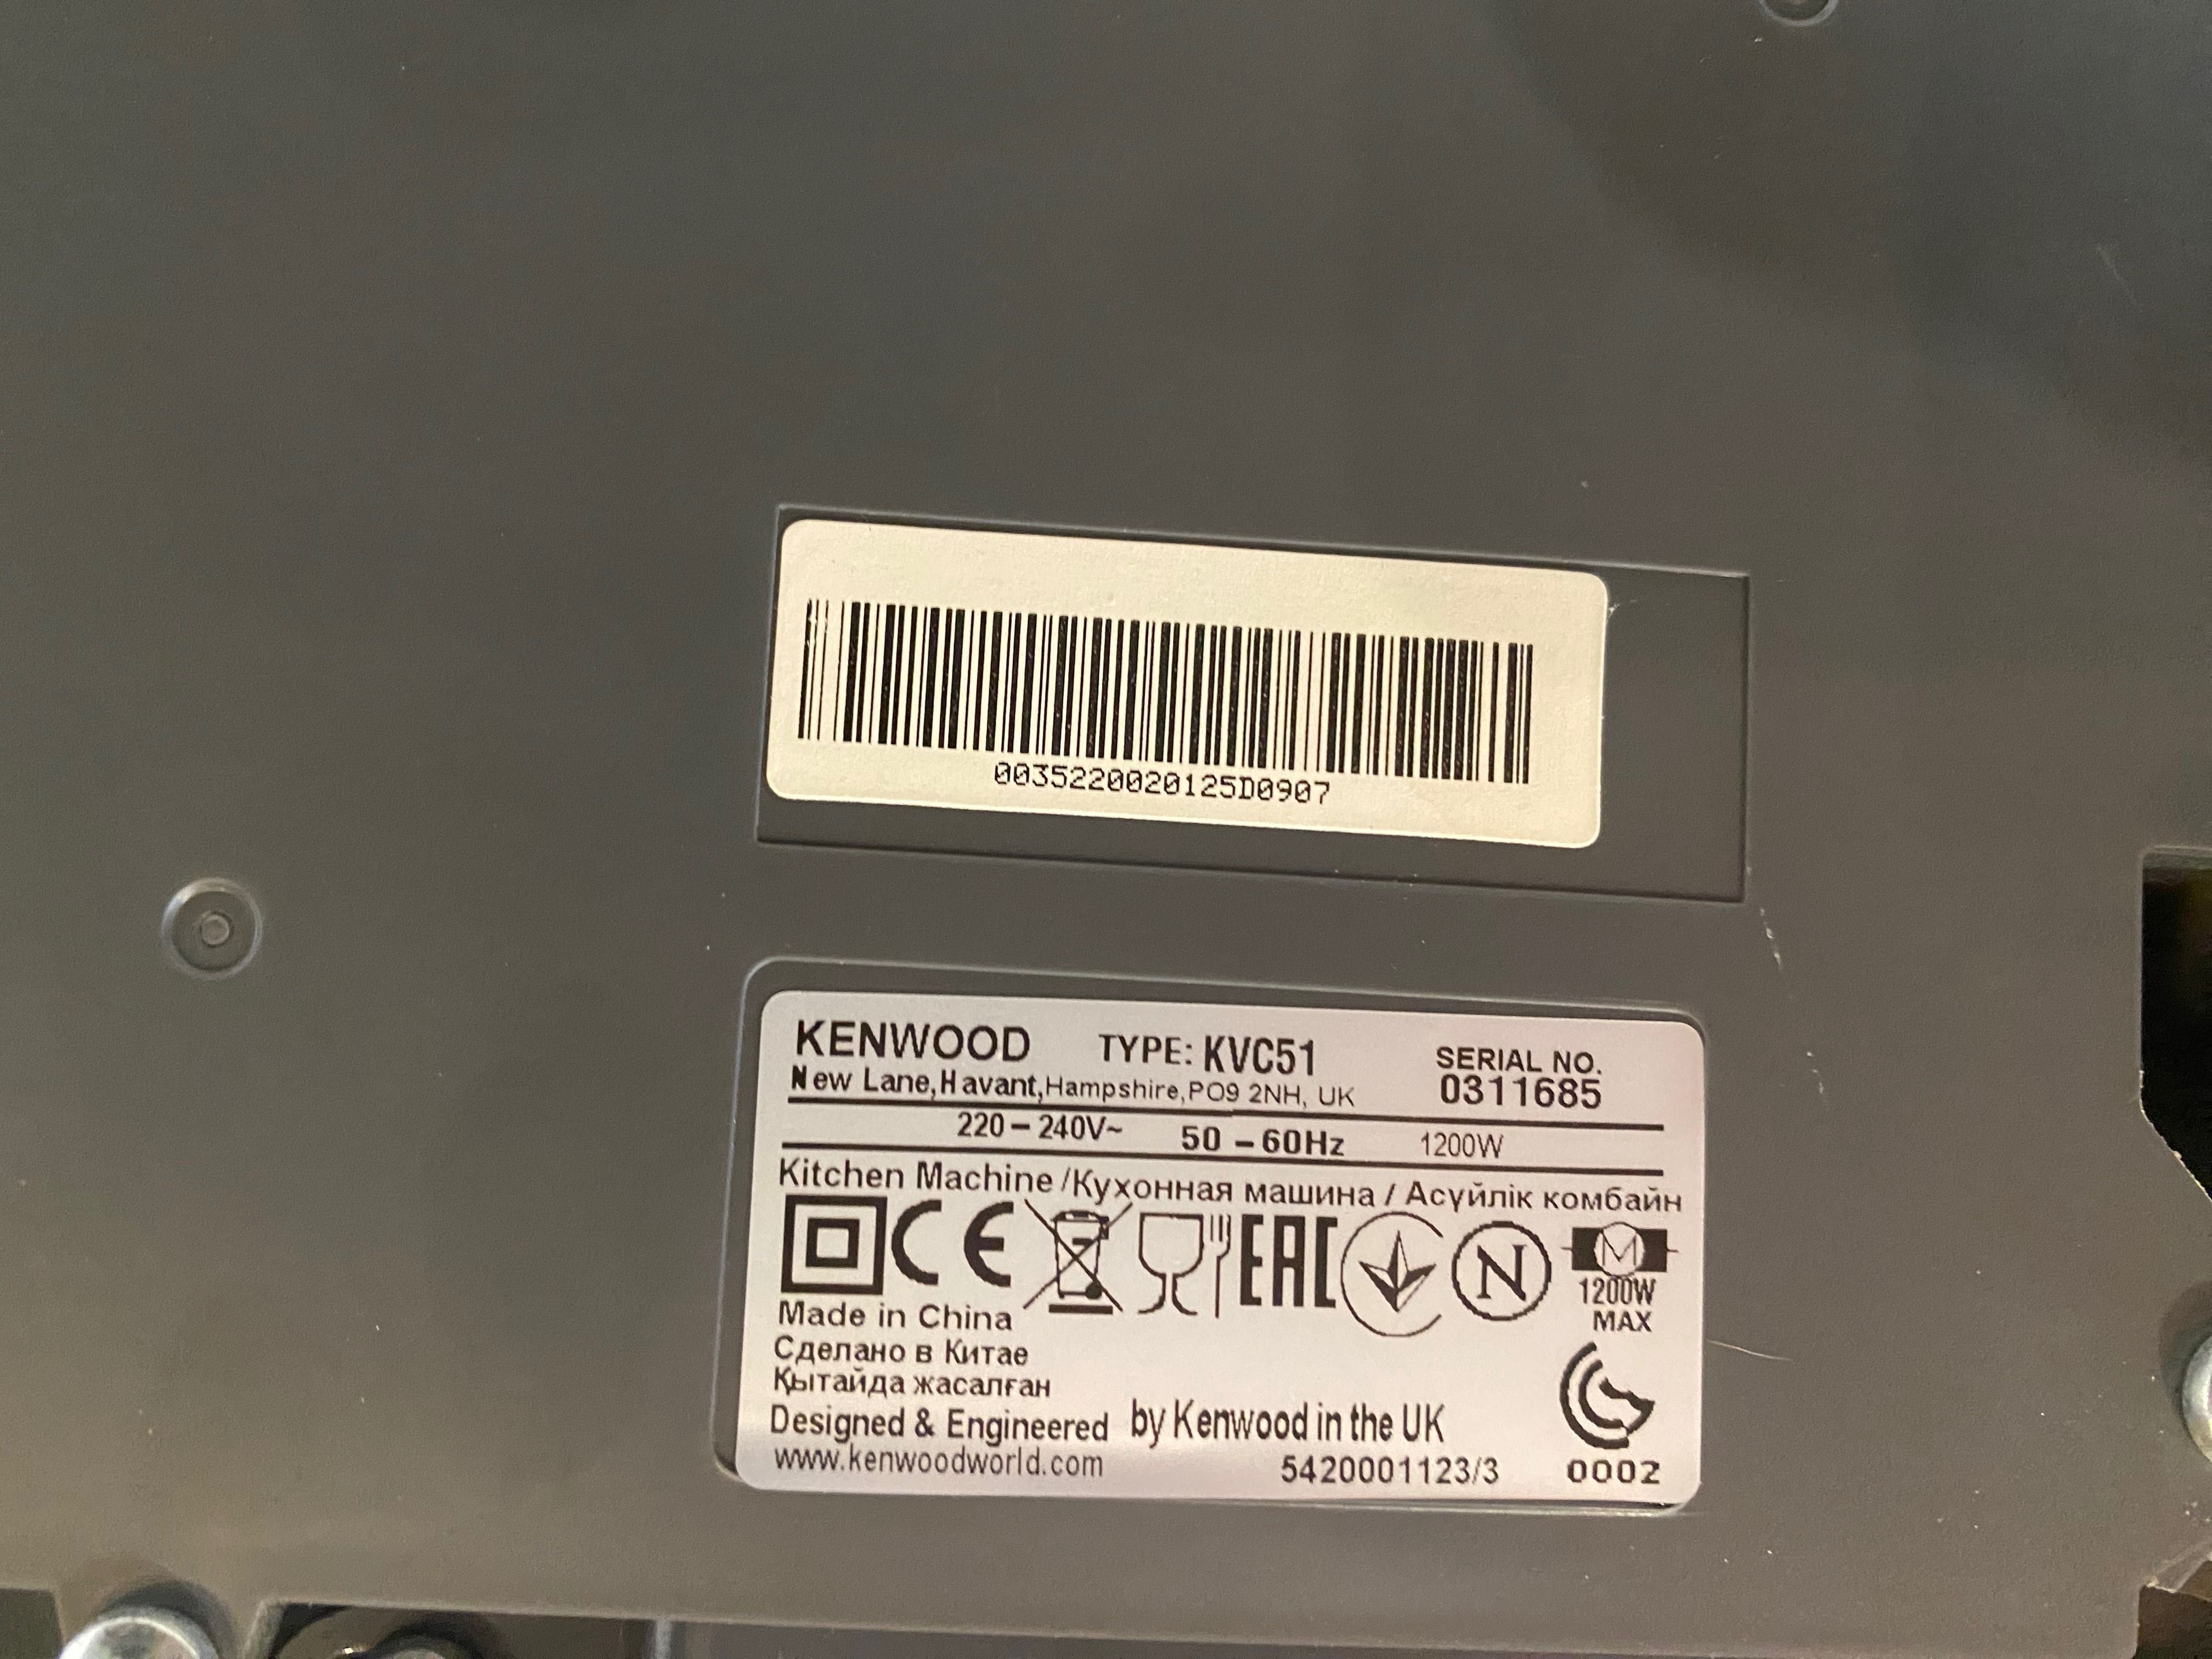 0035220020125D0907
KENWOOD TYPE: KVC51 SERIAL NO.
New Lane,Havant,Hampshire,PO9 2NH, UK 0311685
220–240V~ 50–60Hz 1200W
Kitchen Machine /Кухонная машина / Асүйлік комбайн
CE EAC N M
1200W
MAX
Made in China
Сделано в Китае
Қытайда жасалған
Designed & Engineered by Kenwood in the UK
www.kenwoodworld.com 5420001123/3 0002